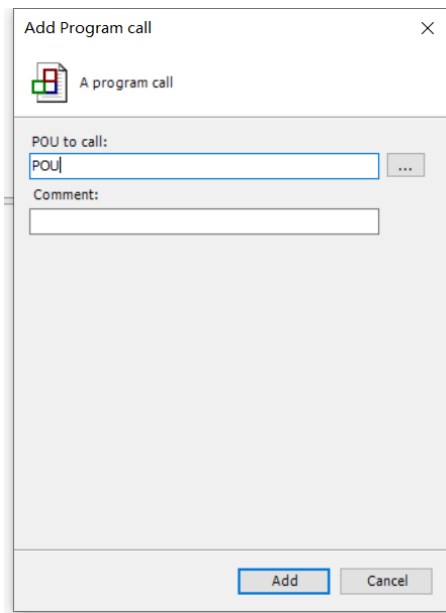 Add Program call
A program call
POU to call:
POU
...
Comment:
Add
Cancel